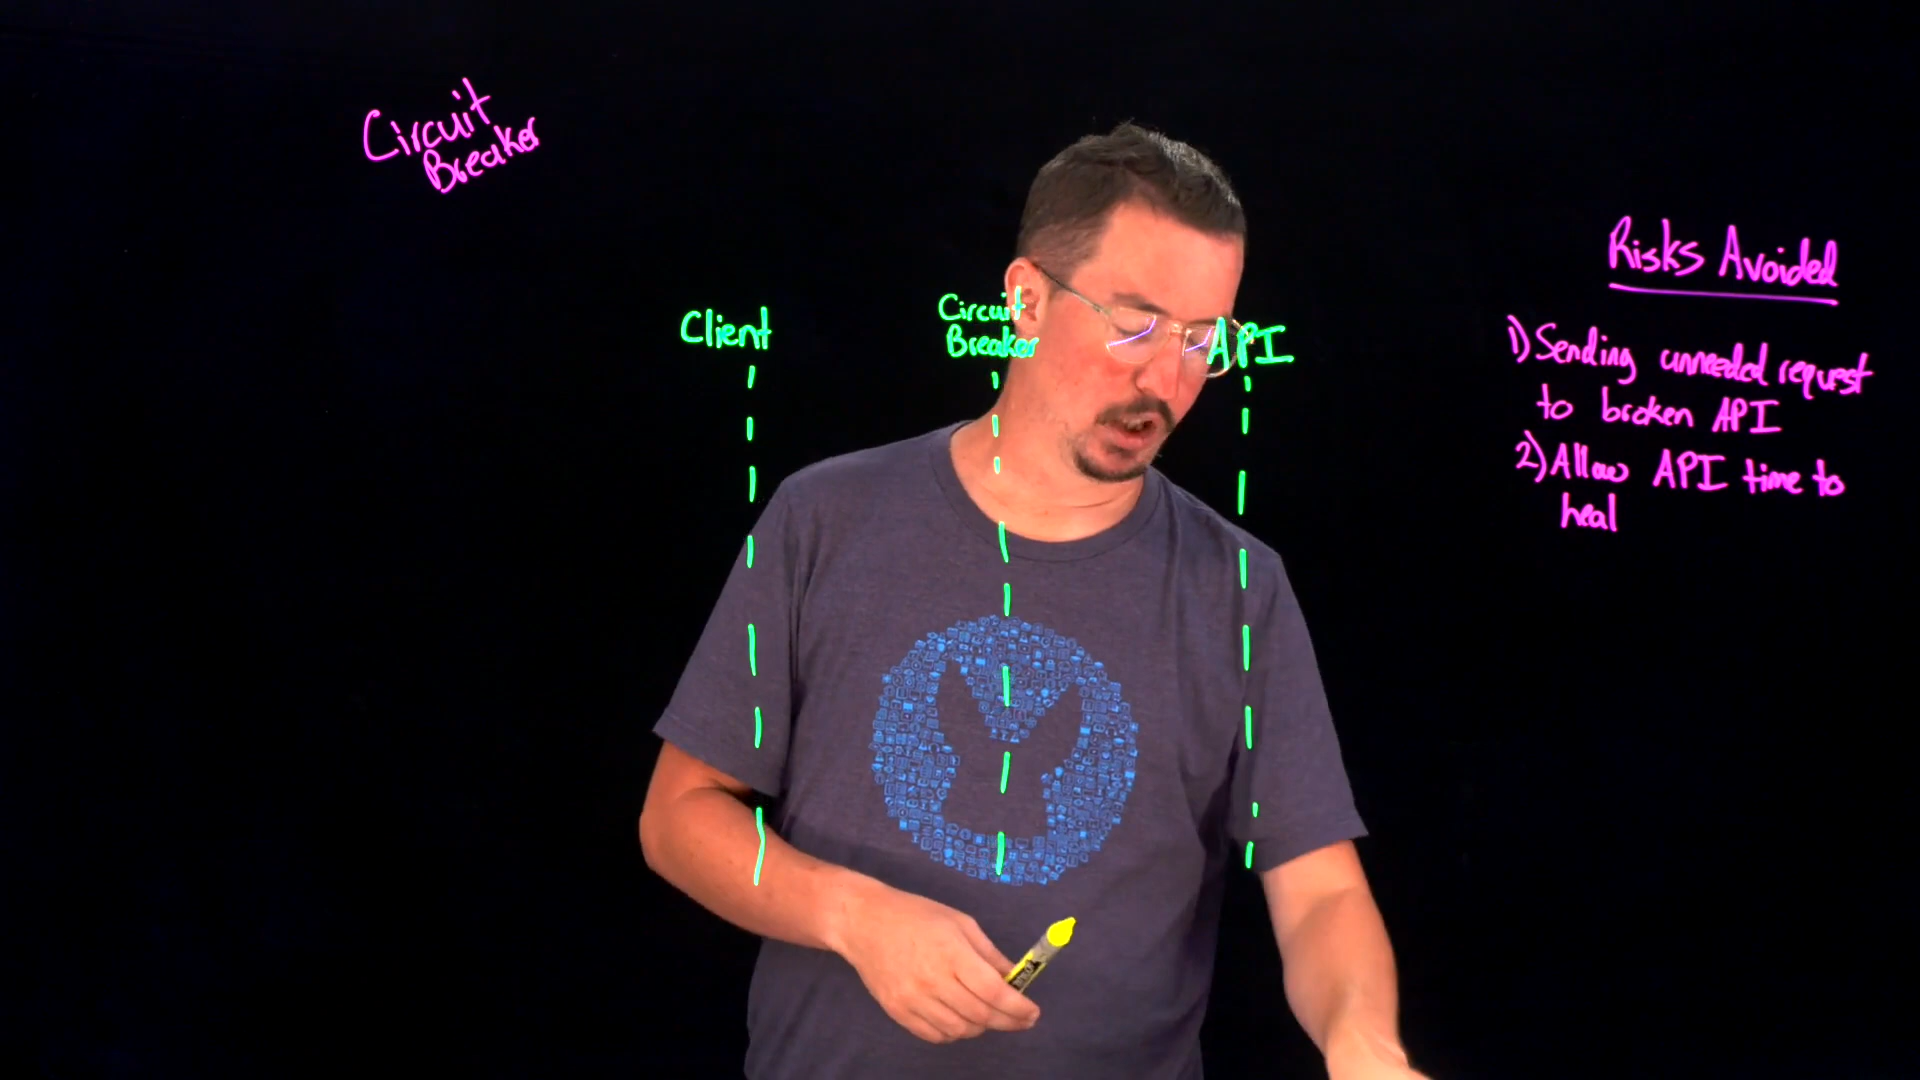 Circuit
Breaker
Client
Circuit
Breaker
API
Risks Avoided
1) Sending unneeded request
to broken API
2) Allow API time to
heal